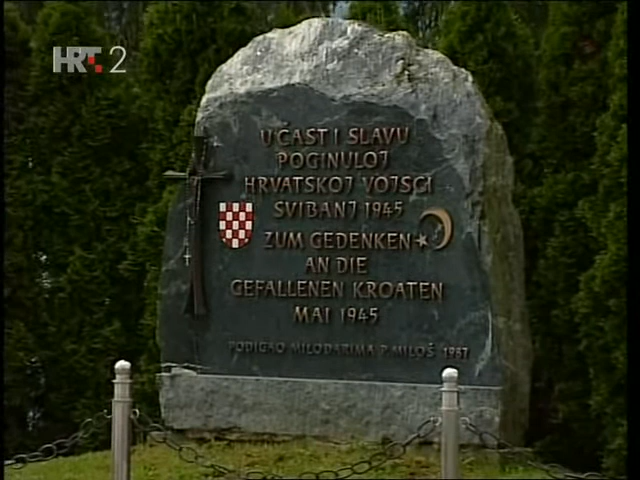 HRT 2
U ČAST I SLAVU
POGINULOJ
HRVATSKOJ VOJSCI
SVIBANJ 1945
ZUM GEDENKEN
AN DIE
GEFALLENEN KROATEN
MAI 1945
PODIGAO MILODARIMA P. MILOŠ 1987